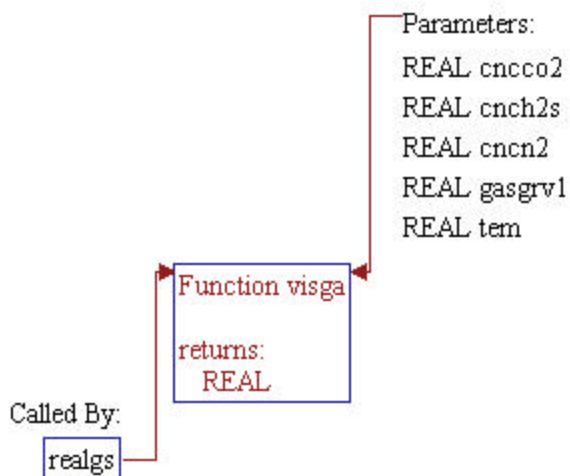 Parameters:
REAL cncco2
REAL cnch2s
REAL cncn2
REAL gasgrv1
REAL tem
Function visga
returns:
REAL
Called By:
realgs